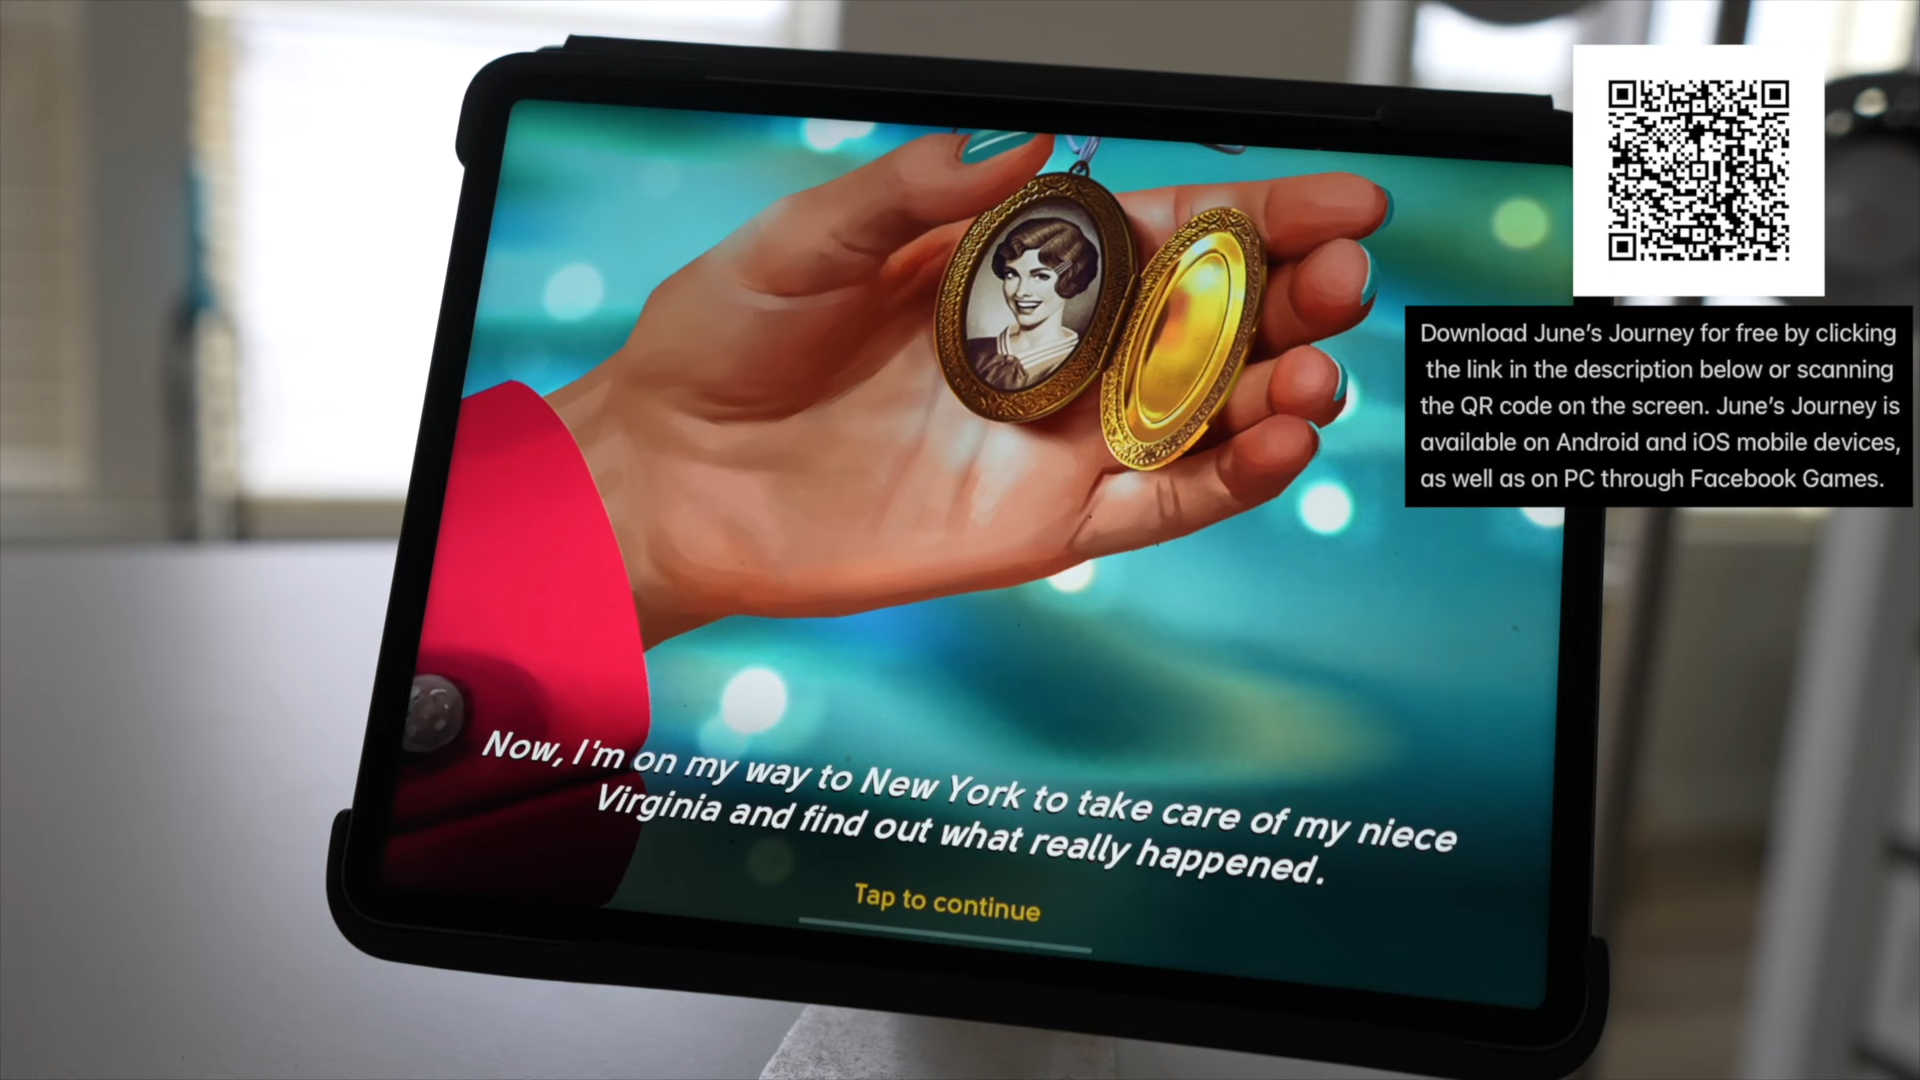 Download June's Journey for free by clicking
the link in the description below or scanning
the QR code on the screen. June's Journey is
available on Android and iOS mobile devices,
as well as on PC through Facebook Games.
Now, I'm on my way to New York to take care of my niece
Virginia and find out what really happened.
Tap to continue